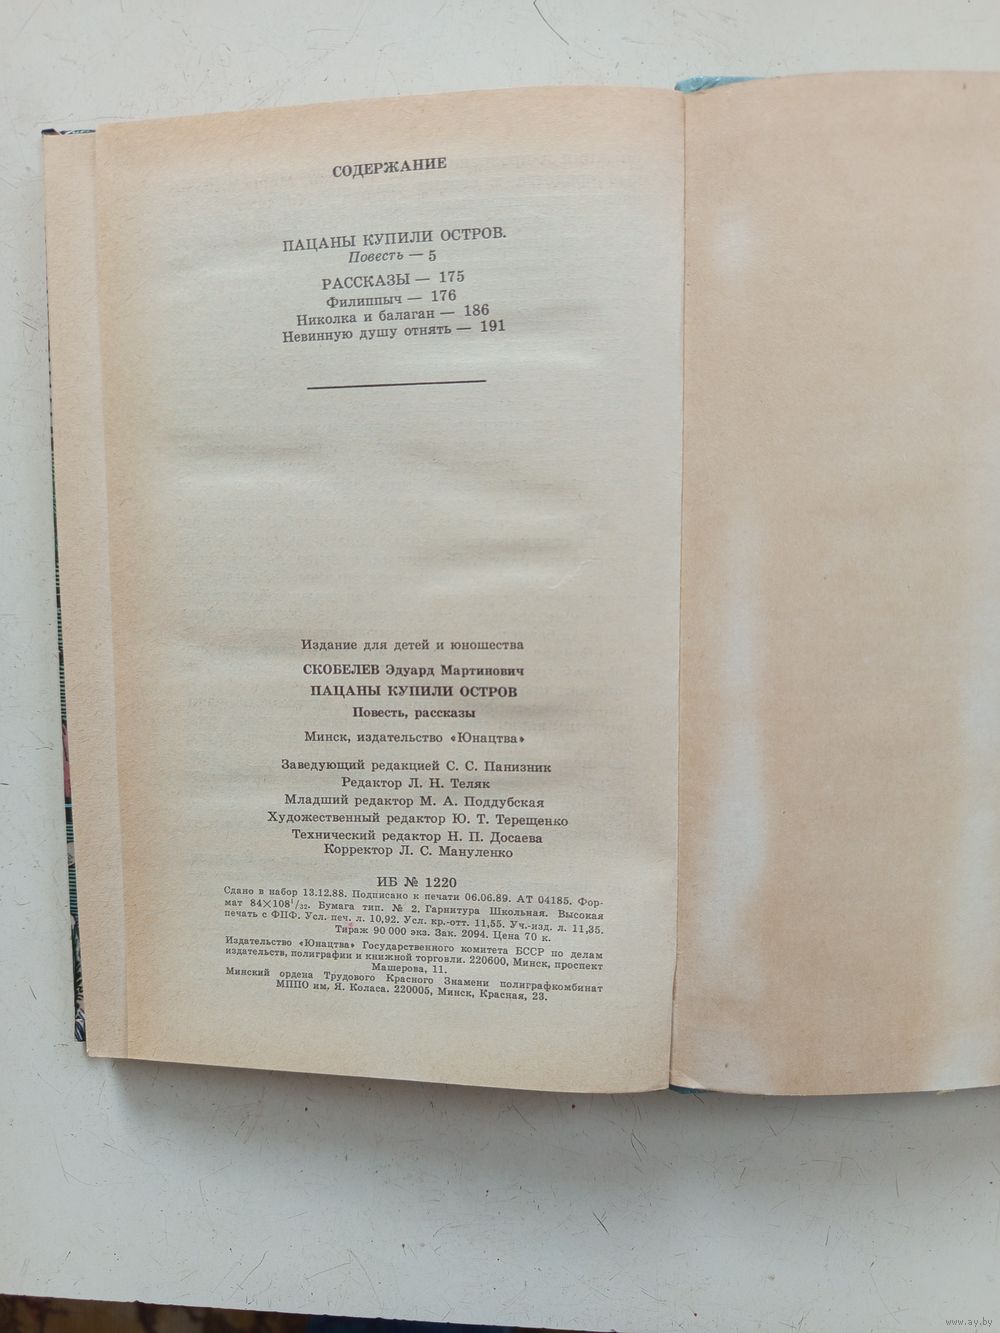 СОДЕРЖАНИЕ
ПАЦАНЫ КУПИЛИ ОСТРОВ.
Повесть — 5
РАССКАЗЫ — 175
Филиппыч — 176
Николка и балаган — 186
Невинную душу отнять — 191
Издание для детей и юношества
СКОБЕЛЕВ Эдуард Мартинович
ПАЦАНЫ КУПИЛИ ОСТРОВ
Повесть, рассказы
Минск, издательство «Юнацтва»
Заведующий редакцией С. С. Панизник
Редактор Л. Н. Теляк
Младший редактор М. А. Поддубская
Художественный редактор Ю. Т. Терещенко
Технический редактор Н. П. Досаева
Корректор Л. С. Мануленко
ИБ № 1220
Сдано в набор 13.12.88. Подписано к печати 06.06.89. АТ 04185. Фор-
мат 84×108¹/₃₂. Бумага тип. № 2. Гарнитура Школьная. Высокая
печать с ФПФ. Усл. печ. л. 10,92. Усл. кр.-отт. 11,55. Уч.-изд. л. 11,35.
Тираж 90 000 экз. Зак. 2094. Цена 70 к.
Издательство «Юнацтва» Государственного комитета БССР по делам
издательств, полиграфии и книжной торговли. 220600, Минск, проспект
Машерова, 11.
Минский ордена Трудового Красного Знамени полиграфкомбинат
МППО им. Я. Коласа. 220005, Минск, Красная, 23.
www.ay.by